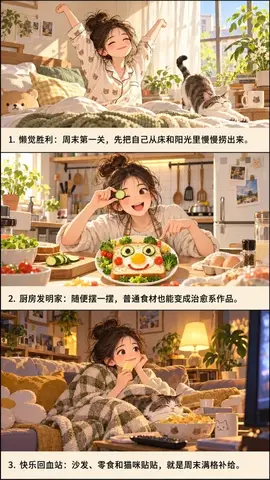 1. 懒觉胜利：周末第一关，先把自己从床和阳光里慢慢捞出来。
2. 厨房发明家：随便摆一摆，普通食材也能变成治愈系作品。
3. 快乐回血站：沙发、零食和猫咪贴贴，就是周末满格补给。